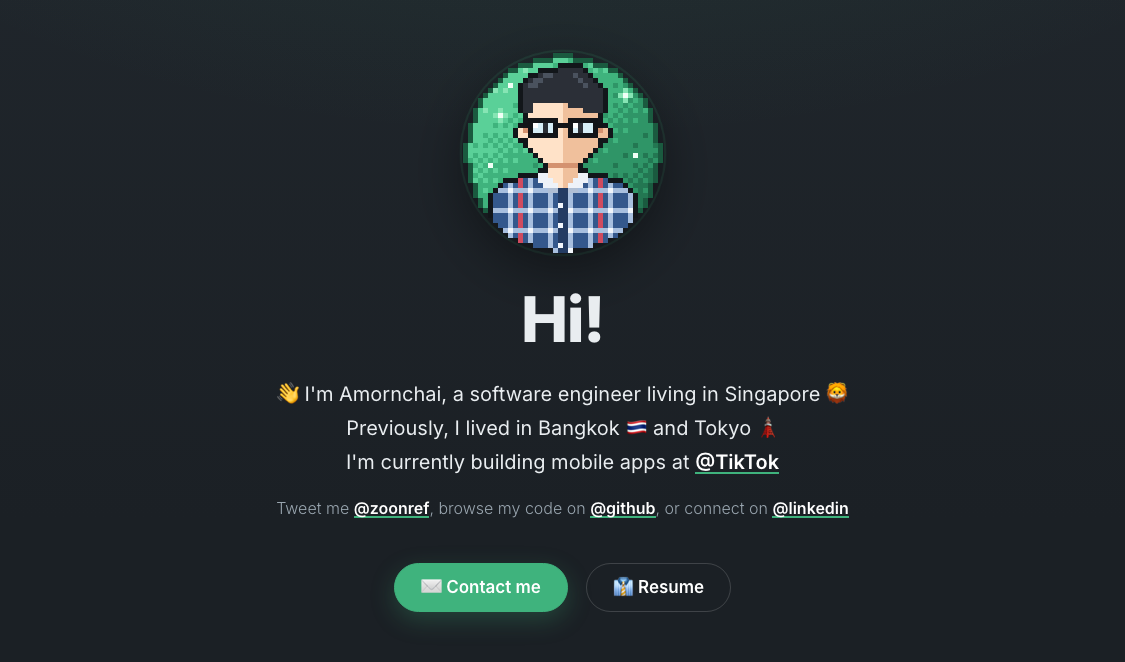 Hi!
👋 I'm Amornchai, a software engineer living in Singapore 🦁
Previously, I lived in Bangkok 🇹🇭 and Tokyo 🗼
I'm currently building mobile apps at @TikTok
Tweet me @zoonref, browse my code on @github, or connect on @linkedin
✉️ Contact me
👔 Resume